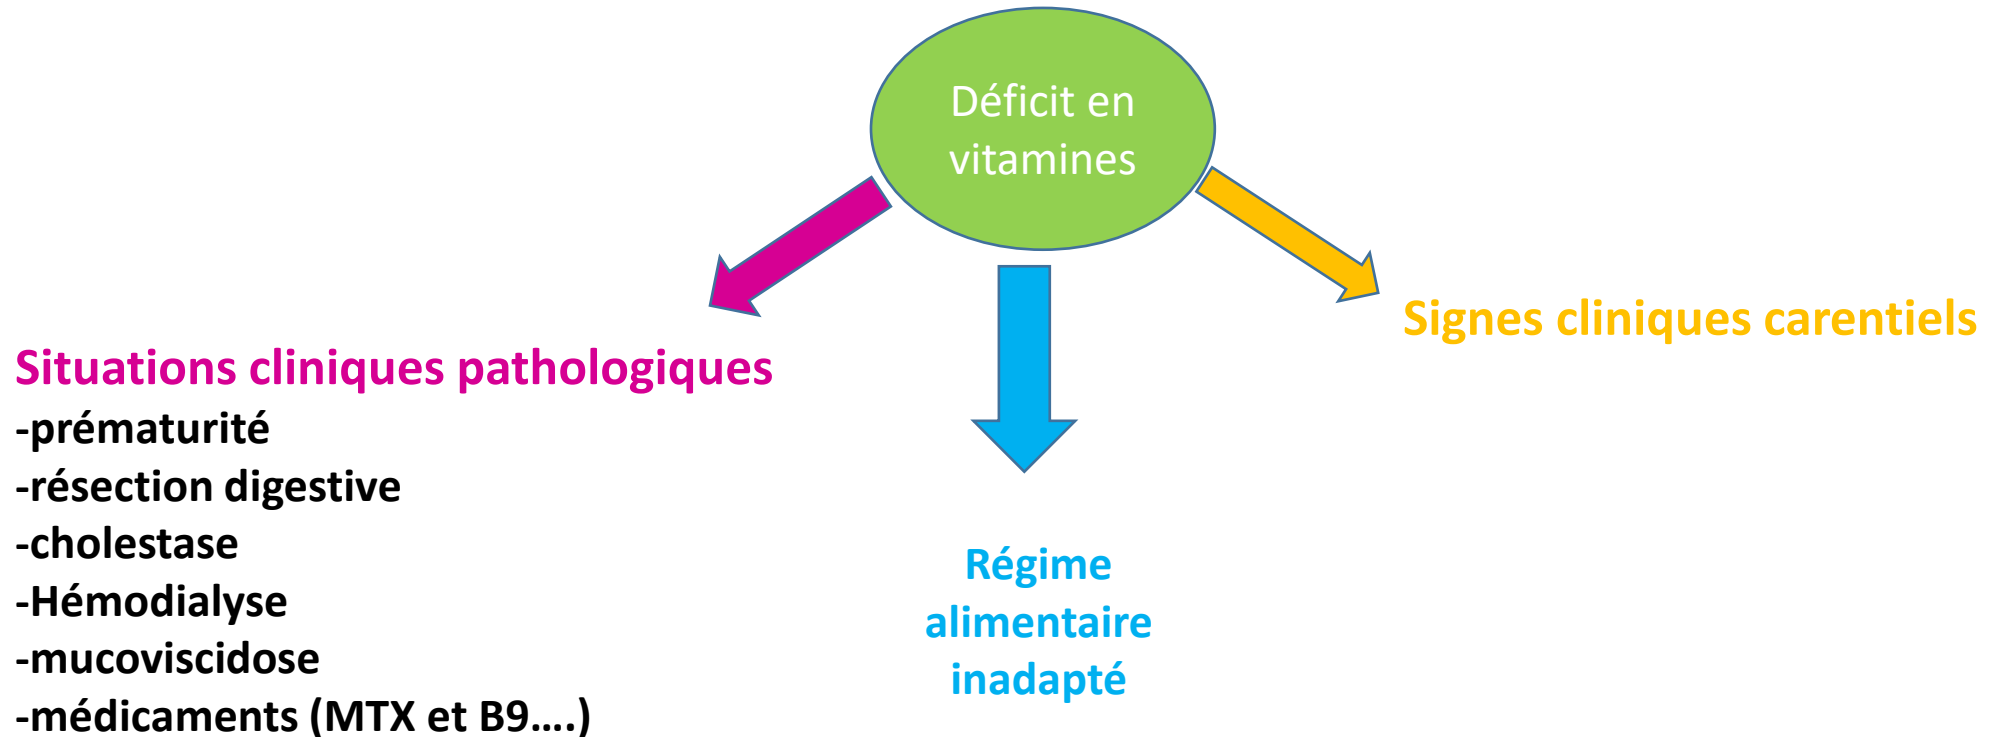 Déficit en
vitamines
Signes cliniques carentiels
Situations cliniques pathologiques
-prématurité
-résection digestive
-cholestase
-Hémodialyse
-mucoviscidose
-médicaments (MTX et B9....)
Régime
alimentaire
inadapté